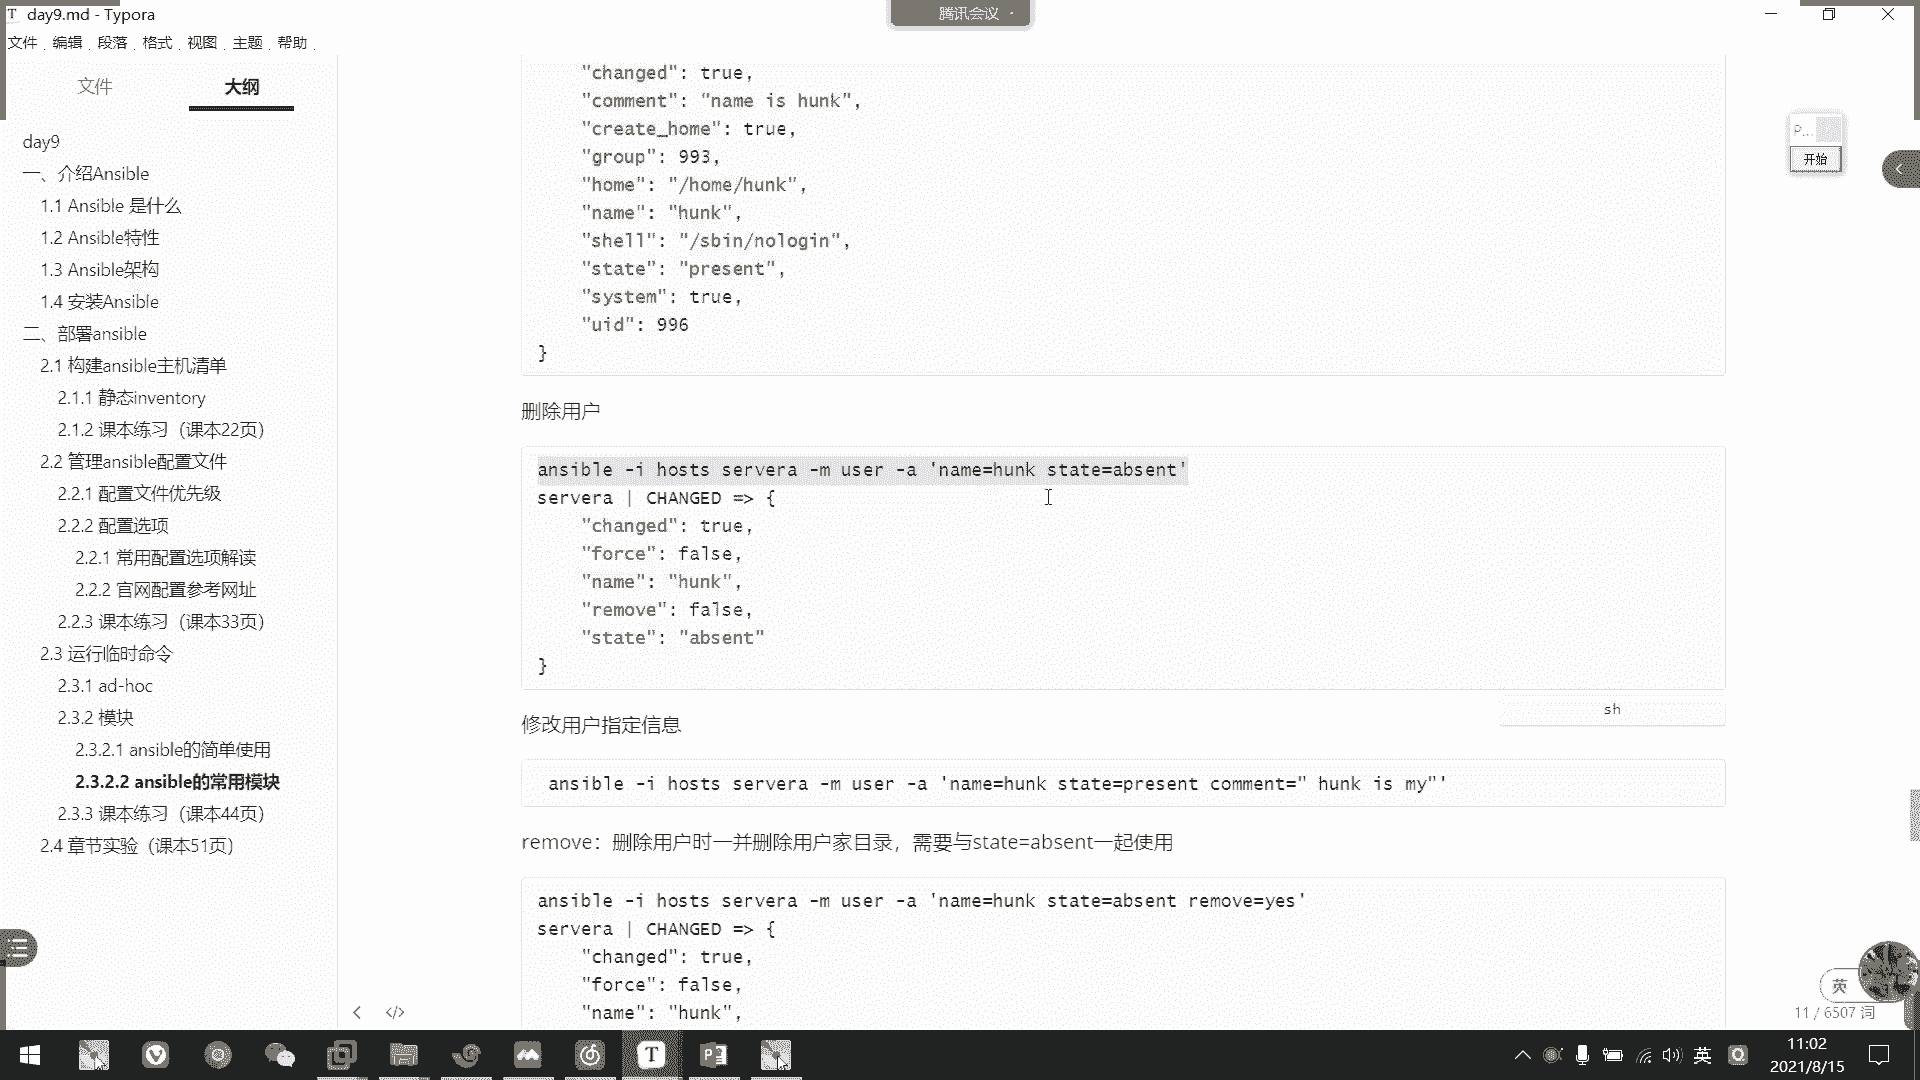 day9.md - Typora
腾讯会议
文件 编辑 段落 格式 视图 主题 帮助
文件 大纲
day9
一、介绍Ansible
1.1 Ansible 是什么
1.2 Ansible特性
1.3 Ansible架构
1.4 安装Ansible
二、部署ansible
2.1 构建ansible主机清单
2.1.1 静态inventory
2.1.2 课本练习（课本22页）
2.2 管理ansible配置文件
2.2.1 配置文件优先级
2.2.2 配置选项
2.2.1 常用配置选项解读
2.2.2 官网配置参考网址
2.2.3 课本练习（课本33页）
2.3 运行临时命令
2.3.1 ad-hoc
2.3.2 模块
2.3.2.1 ansible的简单使用
2.3.2.2 ansible的常用模块
2.3.3 课本练习（课本44页）
2.4 章节实验（课本51页）
"changed": true,
"comment": "name is hunk",
"create_home": true,
"group": 993,
"home": "/home/hunk",
"name": "hunk",
"shell": "/sbin/nologin",
"state": "present",
"system": true,
"uid": 996
}
删除用户
ansible -i hosts servera -m user -a 'name=hunk state=absent'
servera | CHANGED => {
"changed": true,
"force": false,
"name": "hunk",
"remove": false,
"state": "absent"
}
sh
修改用户指定信息
ansible -i hosts servera -m user -a 'name=hunk state=present comment=" hunk is my"'
remove：删除用户时一并删除用户家目录，需要与state=absent一起使用
ansible -i hosts servera -m user -a 'name=hunk state=absent remove=yes'
servera | CHANGED => {
"changed": true,
"force": false,
"name": "hunk",
P...
开始
英
11 / 6507 词
英
11:02
2021/8/15